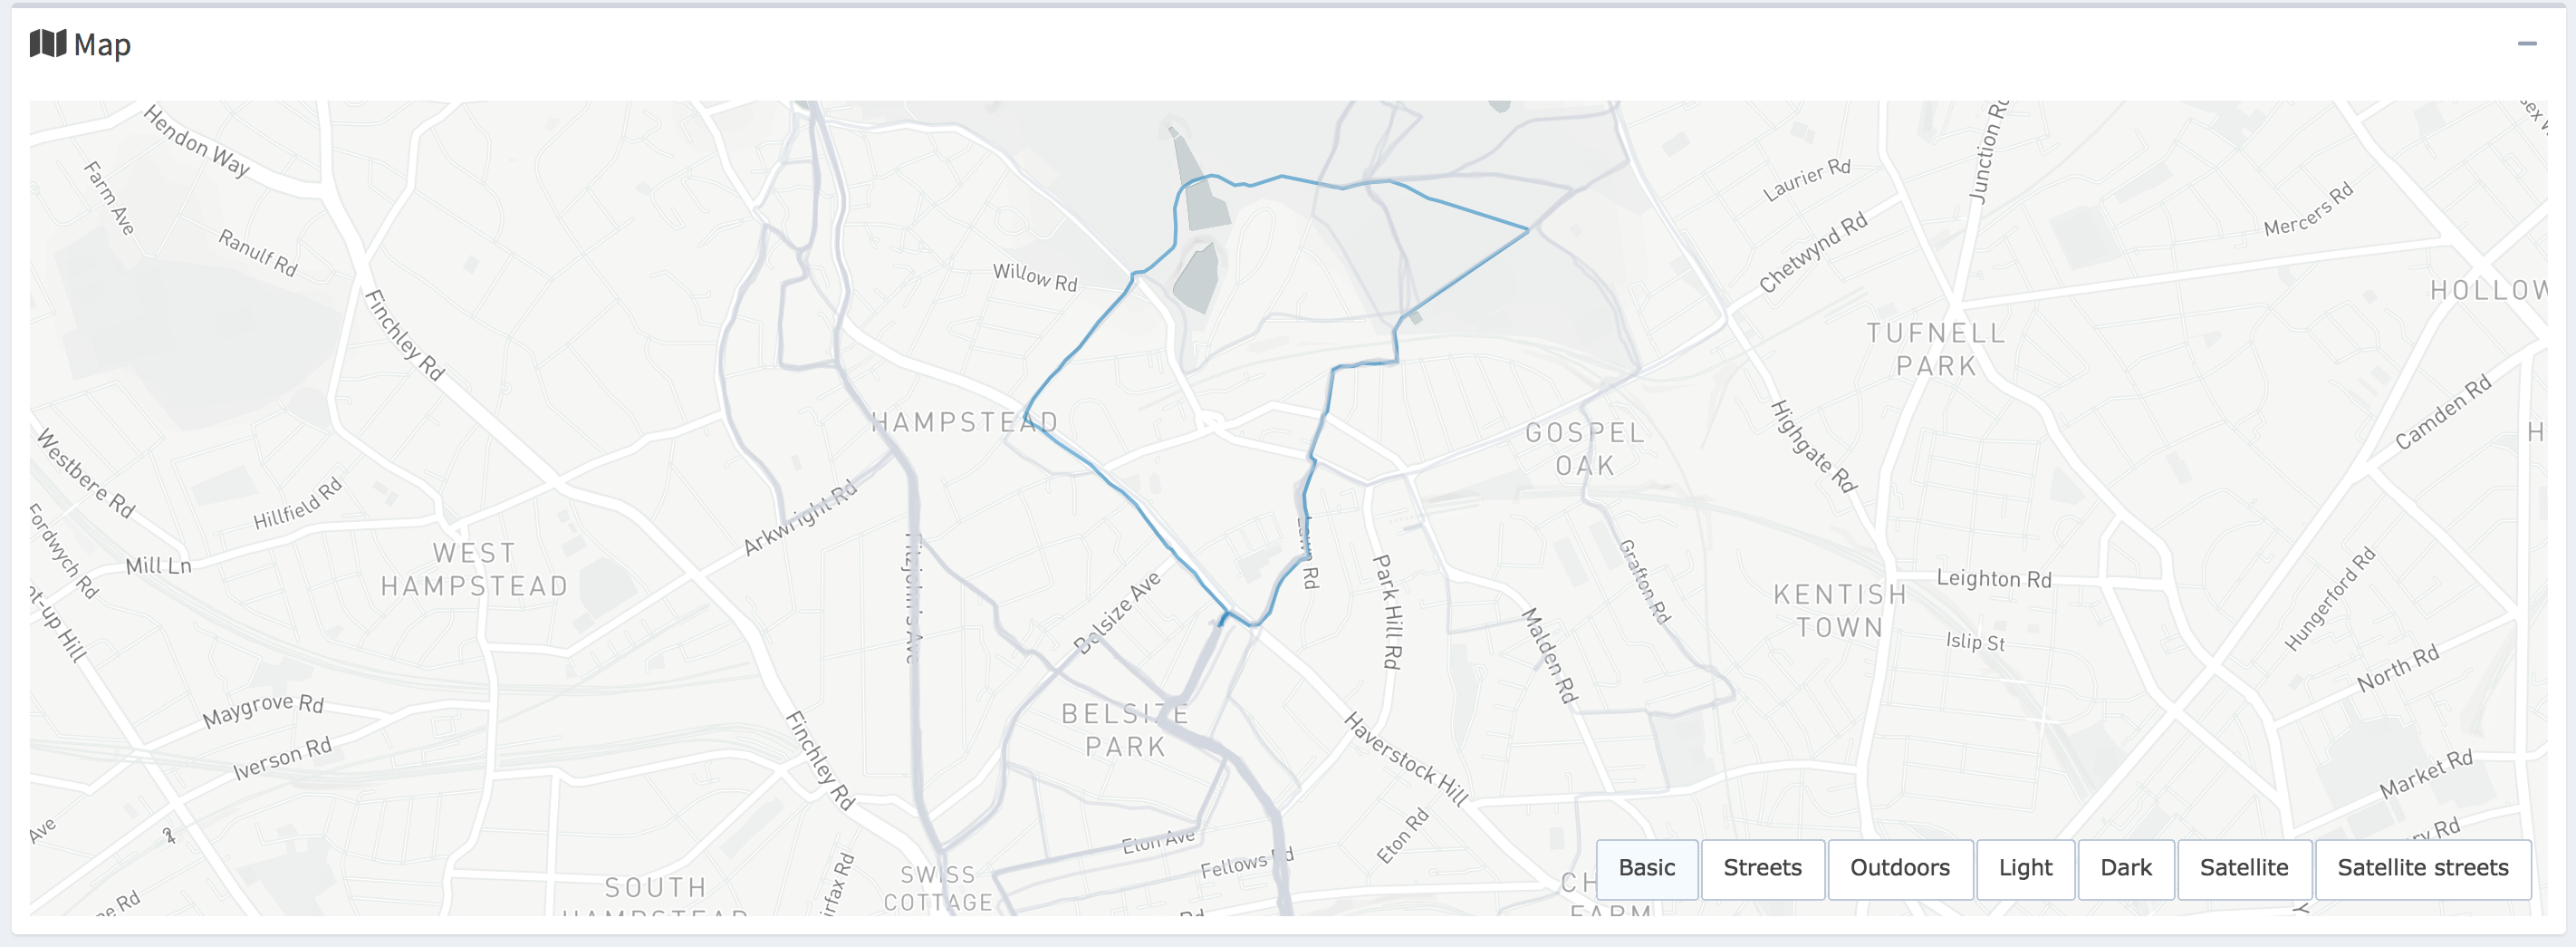 Map
Hendon Way
Farm Ave
Ranulf Rd
Finchley Rd
Willow Rd
Laurier Rd
Junction Rd
Chetwynd Rd
Mercers Rd
TUFNELL
PARK
HAMPSTEAD
GOSPEL
OAK
Highgate Rd
Camden Rd
Westbere Rd
Hillfield Rd
Fordwych Rd
Mill Ln
WEST
HAMPSTEAD
Arkwright Rd
Fitzjohn's Ave
Belsize Ave
Lawn Rd
Park Hill Rd
Grafton Rd
Malden Rd
KENTISH
TOWN
Leighton Rd
Islip St
Hungerford Rd
North Rd
Market Rd
Maygrove Rd
Iverson Rd
Finchley Rd
BELSIZE
PARK
Haverstock Hill
Eton Rd
Eton Ave
Fellows Rd
SWISS
COTTAGE
SOUTH
HAMPSTEAD
Ave
Basic
Streets
Outdoors
Light
Dark
Satellite
Satellite streets